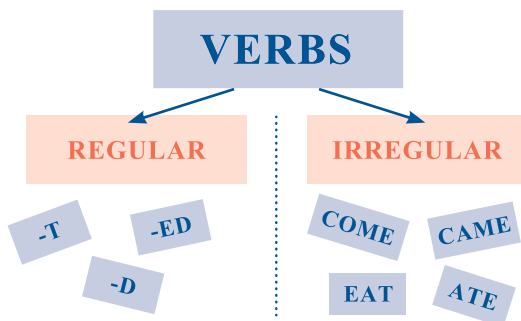 VERBS
REGULAR
IRREGULAR
-T
-ED
-D
COME
CAME
EAT
ATE